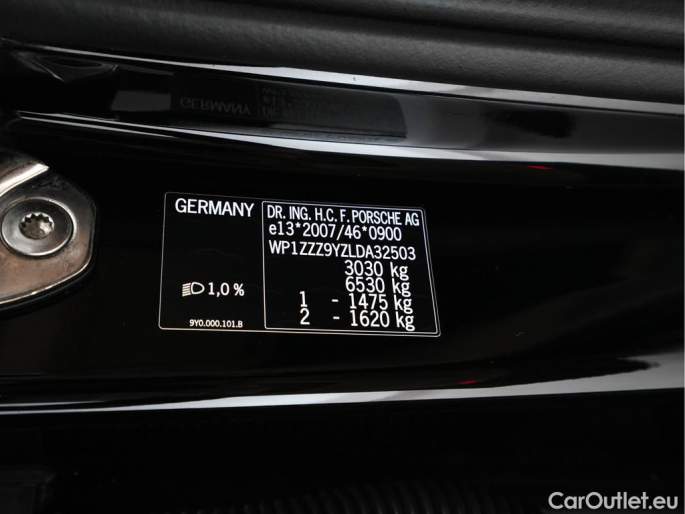 GERMANY
DR. ING. H.C. F. PORSCHE AG
e13*2007/46*0900
WP1ZZZ9YZLDA32503
3030 kg
6530 kg
1 - 1475 kg
2 - 1620 kg
1,0 %
9Y0.000.101.B
GERMANY
CarOutlet.eu